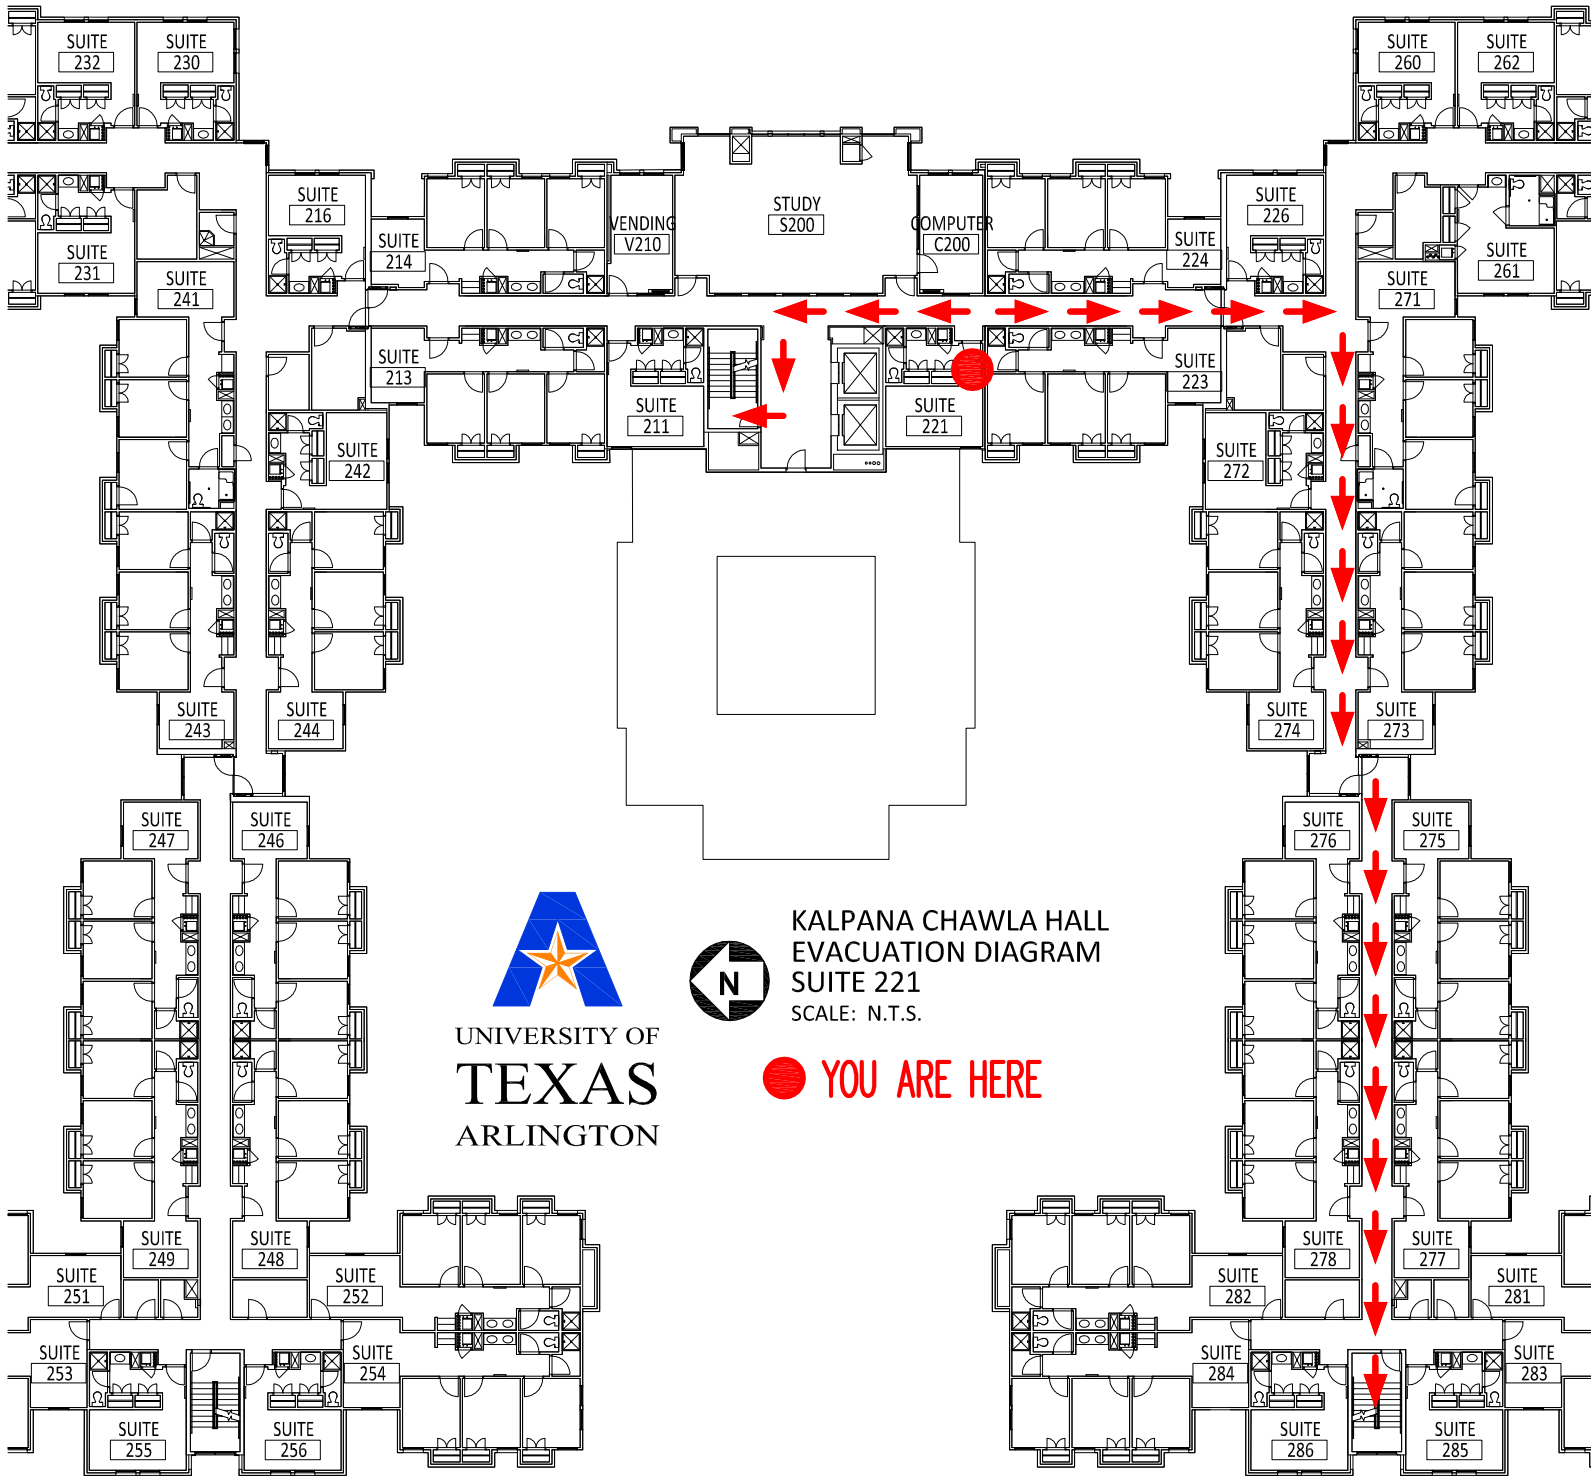 SUITE
232
SUITE
230
SUITE
260
SUITE
262
SUITE
231
SUITE
216
SUITE
214
VENDING
V210
STUDY
S200
COMPUTER
C200
SUITE
224
SUITE
226
SUITE
261
SUITE
241
SUITE
271
SUITE
213
SUITE
211
SUITE
221
SUITE
223
SUITE
242
SUITE
272
SUITE
243
SUITE
244
SUITE
274
SUITE
273
SUITE
247
SUITE
246
SUITE
276
SUITE
275
N
KALPANA CHAWLA HALL
EVACUATION DIAGRAM
SUITE 221
SCALE: N.T.S.
UNIVERSITY OF
TEXAS
ARLINGTON
YOU ARE HERE
SUITE
249
SUITE
248
SUITE
278
SUITE
277
SUITE
251
SUITE
252
SUITE
282
SUITE
281
SUITE
253
SUITE
254
SUITE
284
SUITE
283
SUITE
255
SUITE
256
SUITE
286
SUITE
285